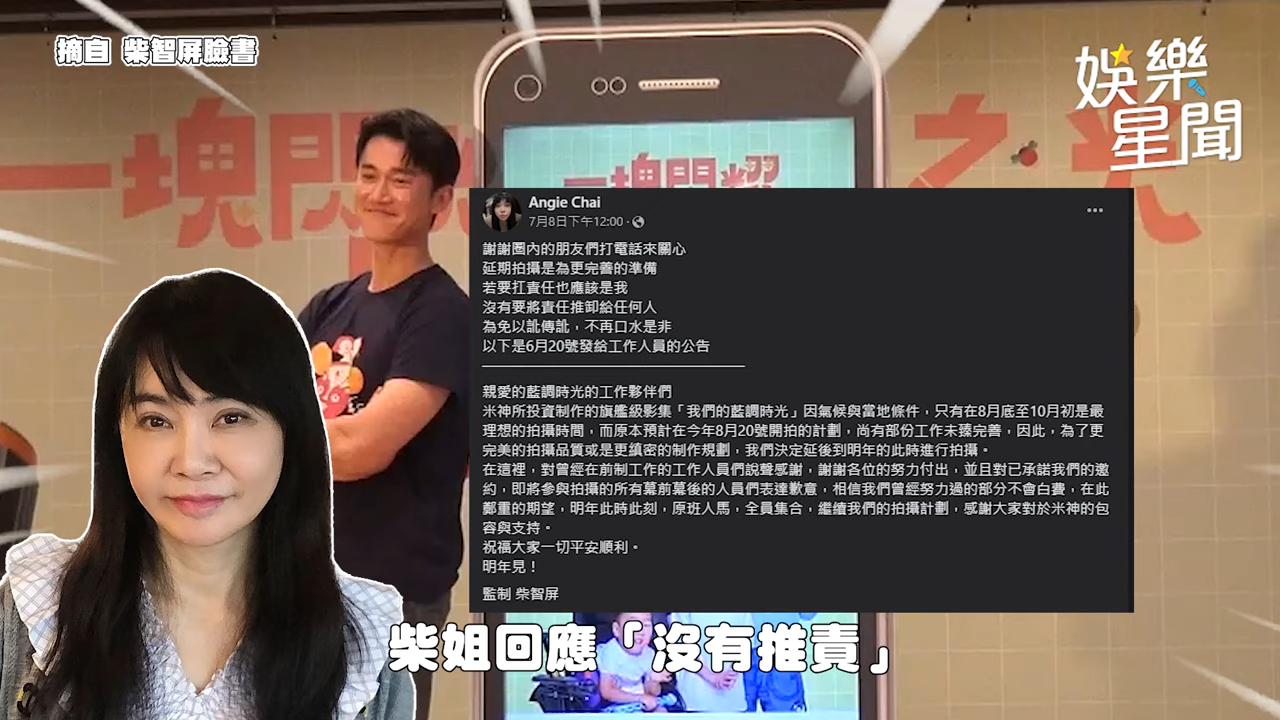 摘自 柴智屏臉書
娛樂
星聞
一塊閃耀之光
一塊閃耀
Angie Chai
7月8日下午12:00 ·
謝謝圈內的朋友們打電話來關心
延期拍攝是為更完善的準備
若要扛責任也應該是我
沒有要將責任推卸給任何人
為免以訛傳訛，不再口水是非
以下是6月20號發給工作人員的公告
親愛的藍調時光的工作夥伴們
米神所投資制作的旗艦級影集「我們的藍調時光」因氣候與當地條件，只有在8月底至10月初是最
理想的拍攝時間，而原本預計在今年8月20號開拍的計劃，尚有部份工作未臻完善，因此，為了更
完美的拍攝品質或是更縝密的制作規劃，我們決定延後到明年的此時進行拍攝。
在這裡，對曾經在前制工作的工作人員們說聲感謝，謝謝各位的努力付出，並且對已承諾我們的邀
約，即將參與拍攝的所有幕前幕後的人員們表達歉意，相信我們曾經努力過的部分不會白費，在此
鄭重的期望，明年此時此刻，原班人馬，全員集合，繼續我們的拍攝計劃，感謝大家對於米神的包
容與支持。
祝福大家一切平安順利。
明年見！
監制 柴智屏
柴姐回應「沒有推責」